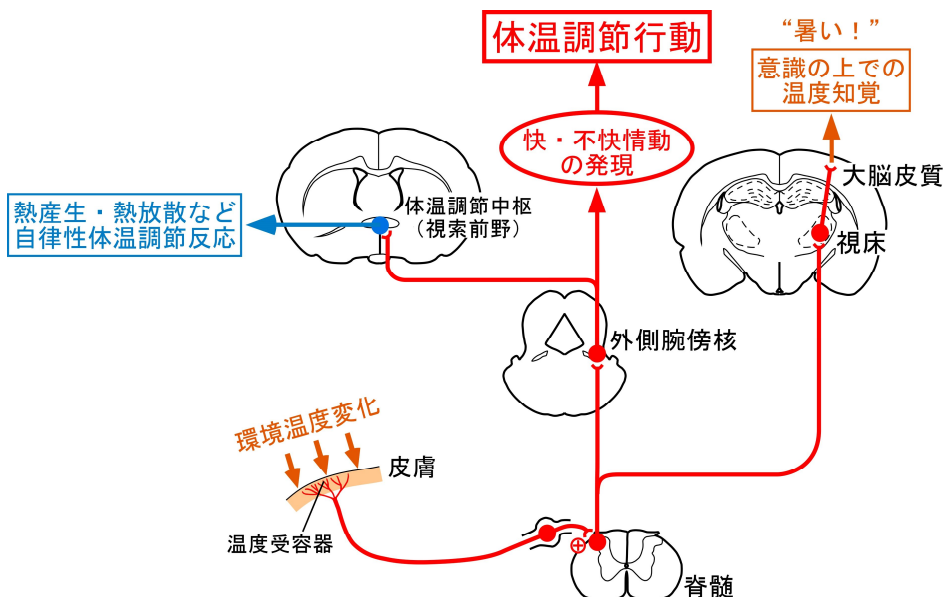 体温調節行動
“暑い！”
意識の上での
温度知覚
快・不快情動
の発現
大脳皮質
熱産生・熱放散など
自律性体温調節反応
体温調節中枢
（視索前野）
視床
外側腕傍核
環境温度変化
皮膚
温度受容器
脊髄